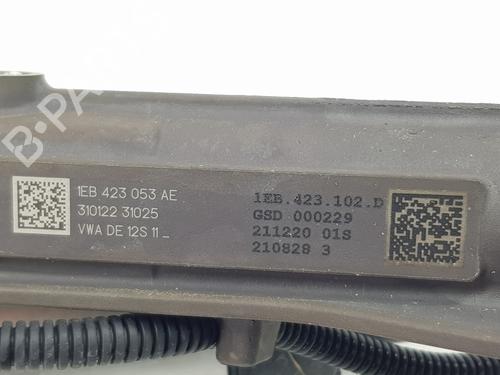 B-PARTS
1EB 423 053 AE
310122 31025
VWA DE 12S 11 _
1EB.423.102.D
GSD 000229
211220 01S
210828 3